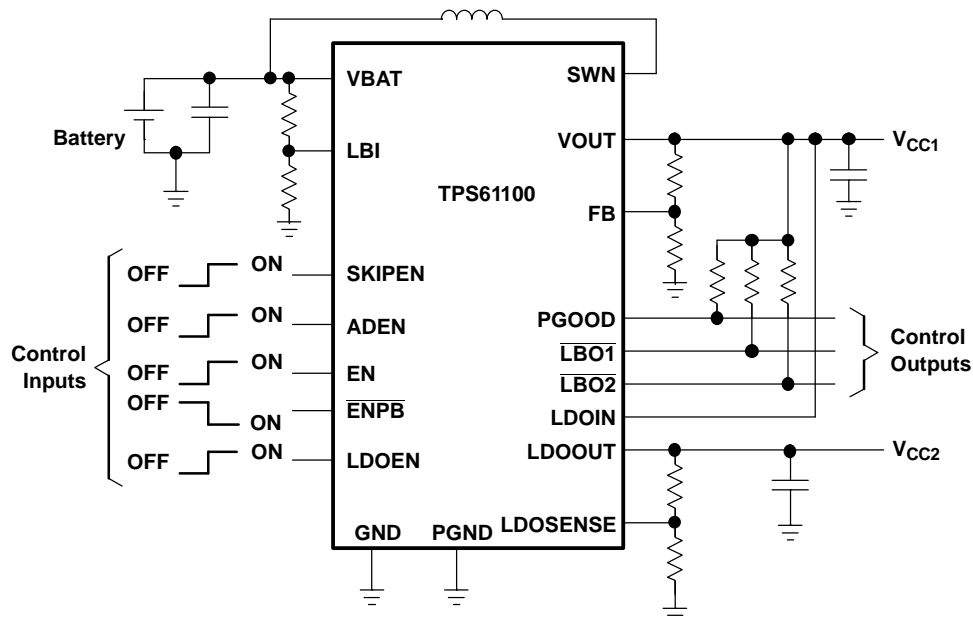 VBAT
SWN
Battery
LBI
VOUT
VCC1
TPS61100
FB
OFF ON SKIPEN
OFF ON ADEN
PGOOD
Control
Inputs
OFF ON EN
LBO1
Control
Outputs
OFF ON ENPB
LBO2
LDOIN
OFF ON LDOEN
LDOOUT
VCC2
LDOSENSE
GND PGND